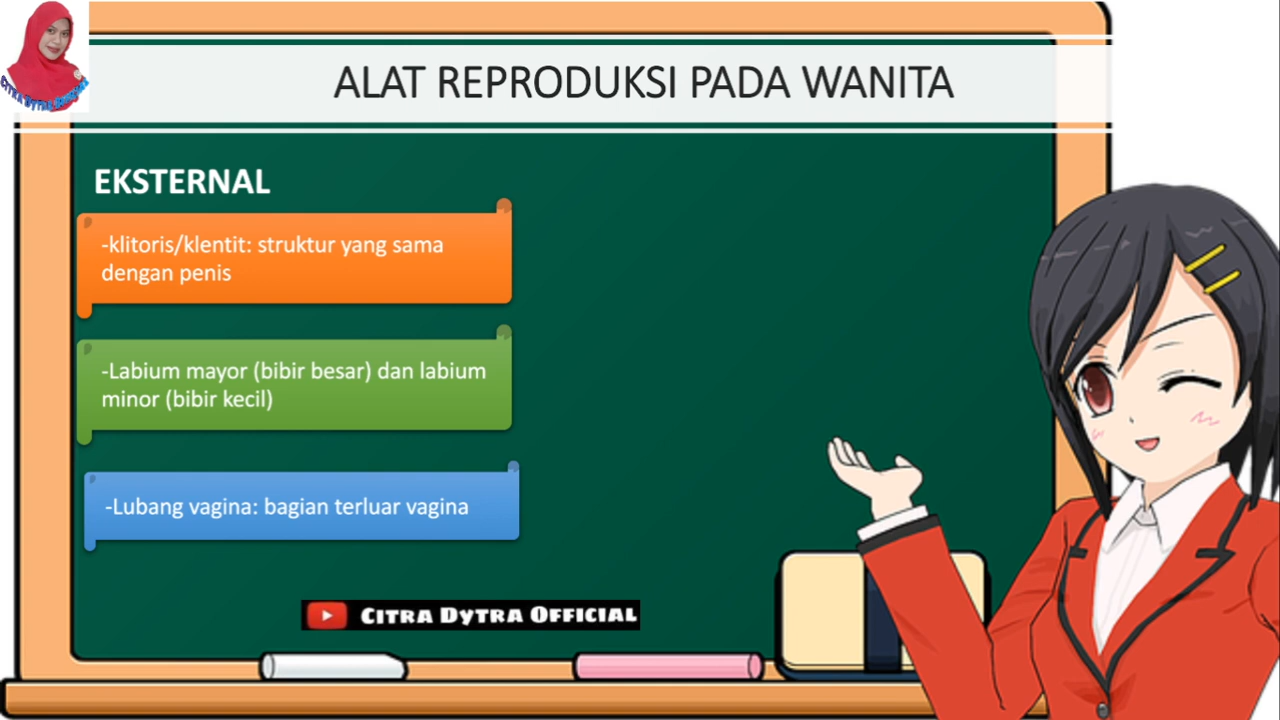 ALAT REPRODUKSI PADA WANITA
EKSTERNAL
-klitoris/klentit: struktur yang sama
dengan penis
-Labium mayor (bibir besar) dan labium
minor (bibir kecil)
-Lubang vagina: bagian terluar vagina
CITRA DYTRA OFFICIAL